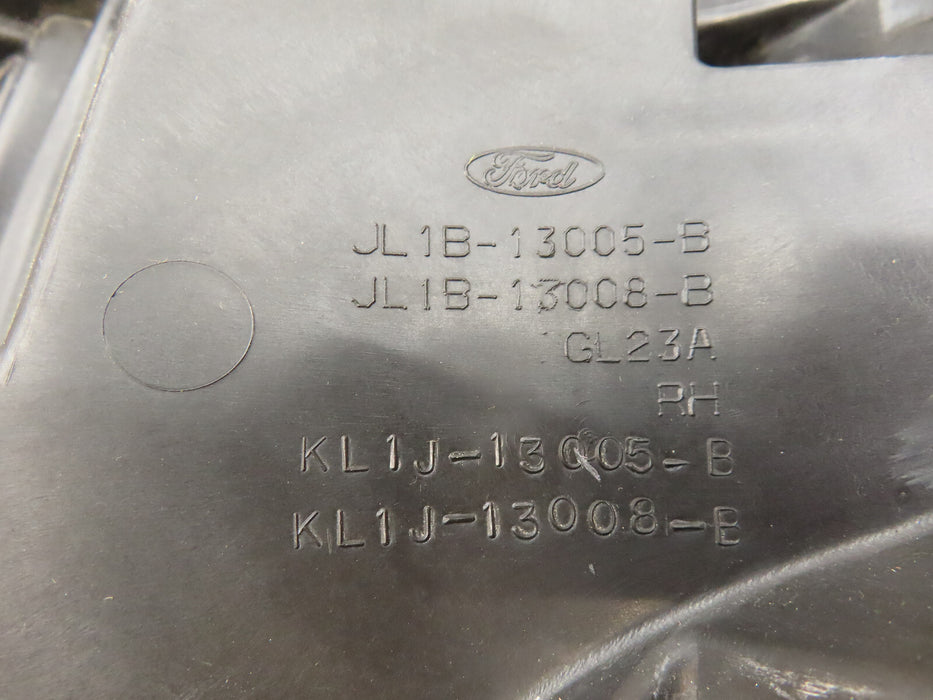 Ford
JL1B-13005-B
JL1B-13008-B
GL23A
RH
KL1J-13005-B
KL1J-13008-B